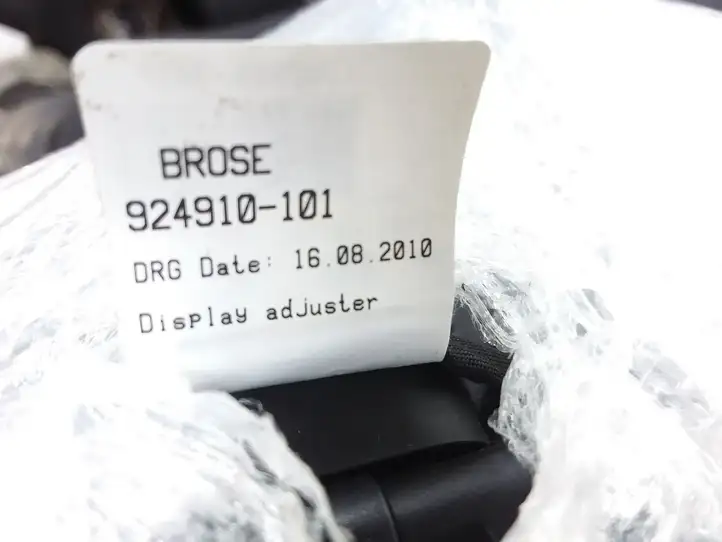 BROSE
924910-101
DRG Date: 16.08.2010
Display adjuster